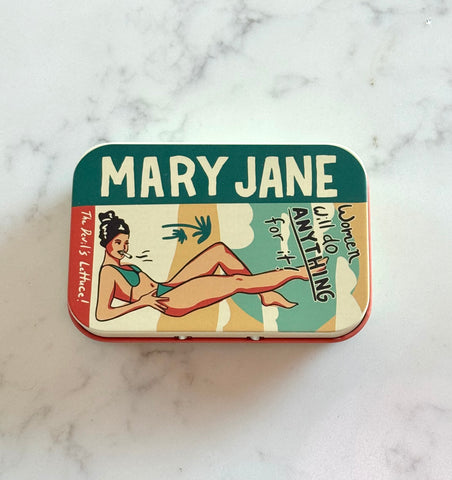 MARY JANE
The Devil's Lettuce!
Women
will do
ANYTHING
for it!